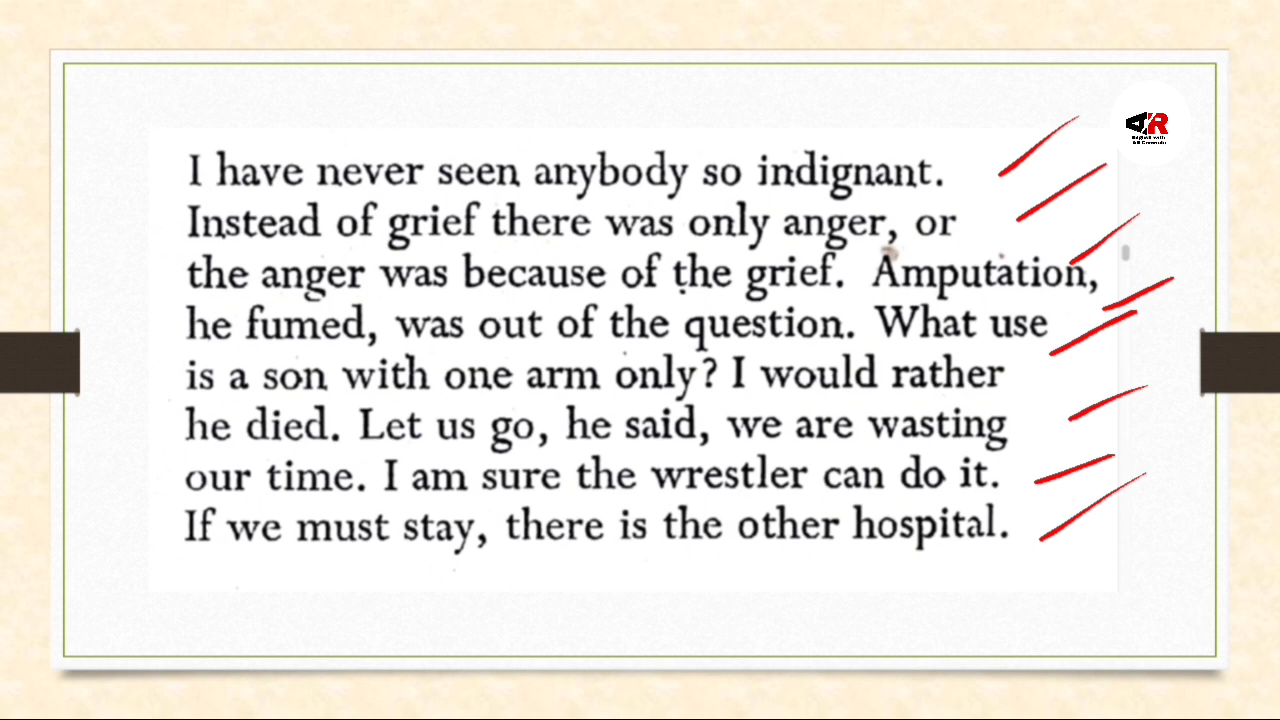 I have never seen anybody so indignant.
Instead of grief there was only anger, or
the anger was because of the grief. Amputation,
he fumed, was out of the question. What use
is a son with one arm only? I would rather
he died. Let us go, he said, we are wasting
our time. I am sure the wrestler can do it.
If we must stay, there is the other hospital.
AR
English with